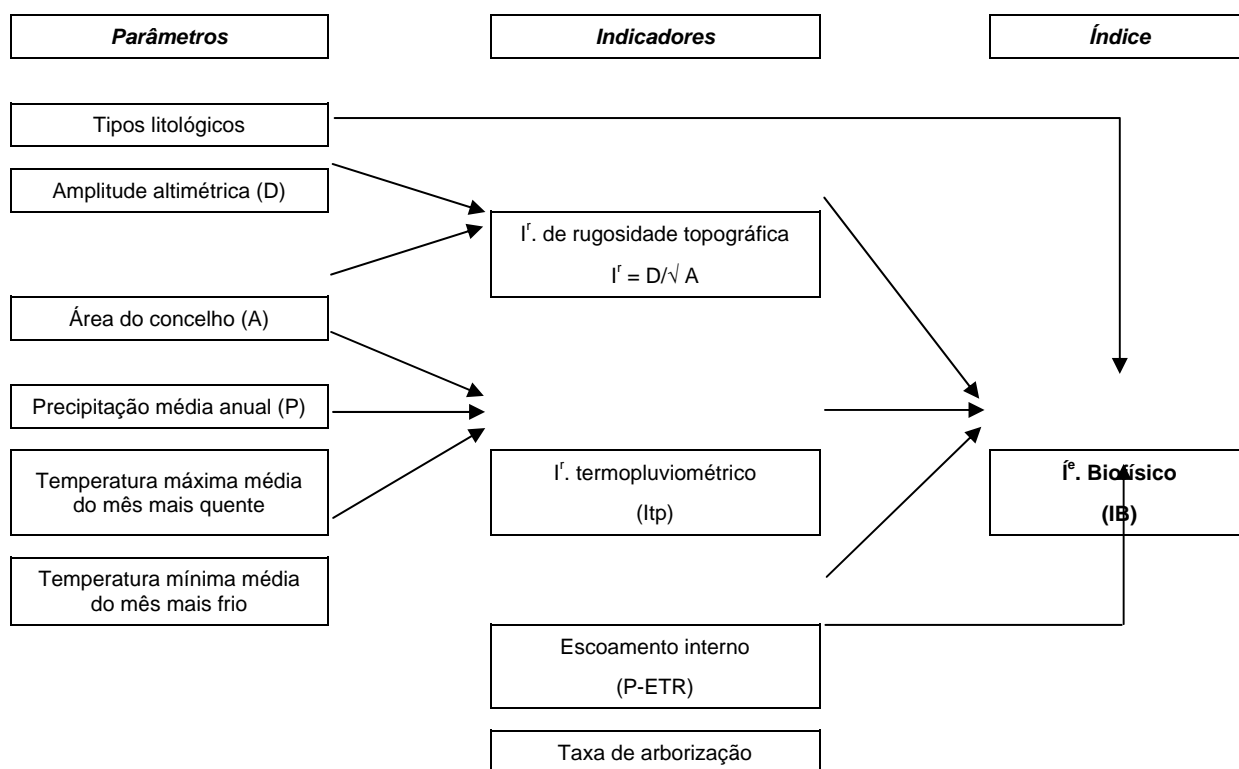 Parâmetros
Indicadores
Índice
Tipos litológicos
Amplitude altimétrica (D)
Iʳ. de rugosidade topográfica
Iʳ = D/√ A
Área do concelho (A)
Precipitação média anual (P)
Temperatura máxima média
do mês mais quente
Iʳ. termopluviométrico
(Itp)
Íᵉ. Biofísico
(IB)
Temperatura mínima média
do mês mais frio
Escoamento interno
(P-ETR)
Taxa de arborização